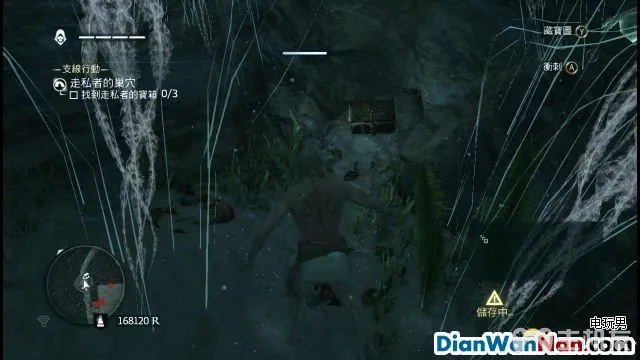 藏寶圖 Y
衝刺 A
支線行動
走私者的巢穴
找到走私者的寶箱 0/3
168120 R
儲存中..
电玩男
DianWanNan.com